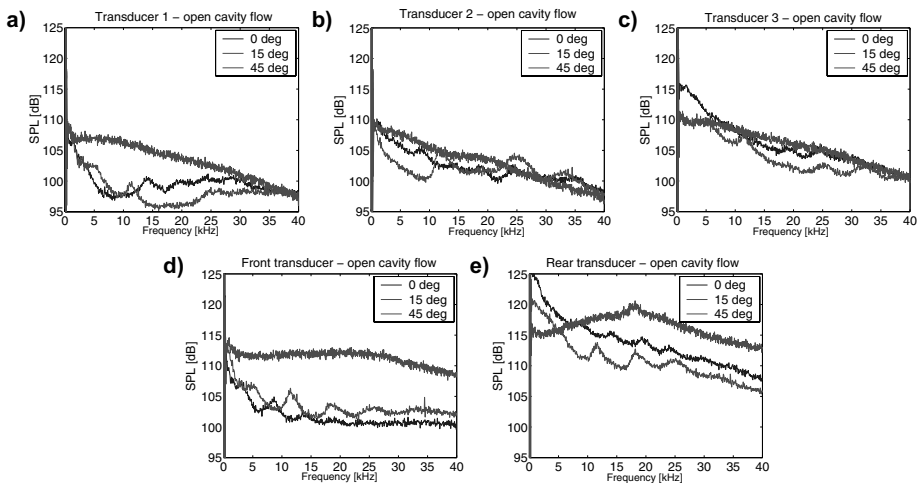 a)
Transducer 1 – open cavity flow
125
120
115
110
105
100
95
SPL [dB]
0 deg
15 deg
45 deg
0 5 10 15 20 25 30 35 40
Frequency [kHz]
b)
Transducer 2 – open cavity flow
125
120
115
110
105
100
95
SPL [dB]
0 deg
15 deg
45 deg
0 5 10 15 20 25 30 35 40
Frequency [kHz]
c)
Transducer 3 – open cavity flow
125
120
115
110
105
100
95
SPL [dB]
0 deg
15 deg
45 deg
0 5 10 15 20 25 30 35 40
Frequency [kHz]
d)
Front transducer – open cavity flow
125
120
115
110
105
100
95
SPL [dB]
0 deg
15 deg
45 deg
0 5 10 15 20 25 30 35 40
Frequency [kHz]
e)
Rear transducer – open cavity flow
125
120
115
110
105
100
95
SPL [dB]
0 deg
15 deg
45 deg
0 5 10 15 20 25 30 35 40
Frequency [kHz]